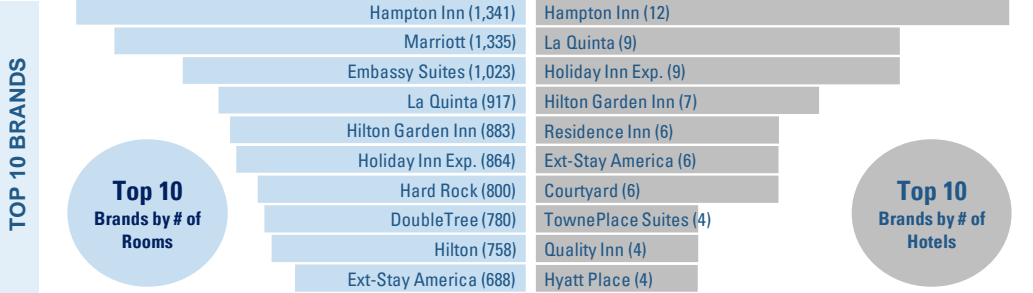 TOP 10 BRANDS
Hampton Inn (1,341)
Marriott (1,335)
Embassy Suites (1,023)
La Quinta (917)
Hilton Garden Inn (883)
Holiday Inn Exp. (864)
Hard Rock (800)
DoubleTree (780)
Hilton (758)
Ext-Stay America (688)
Top 10
Brands by # of
Rooms
Hampton Inn (12)
La Quinta (9)
Holiday Inn Exp. (9)
Hilton Garden Inn (7)
Residence Inn (6)
Ext-Stay America (6)
Courtyard (6)
TownePlace Suites (4)
Quality Inn (4)
Hyatt Place (4)
Top 10
Brands by # of
Hotels